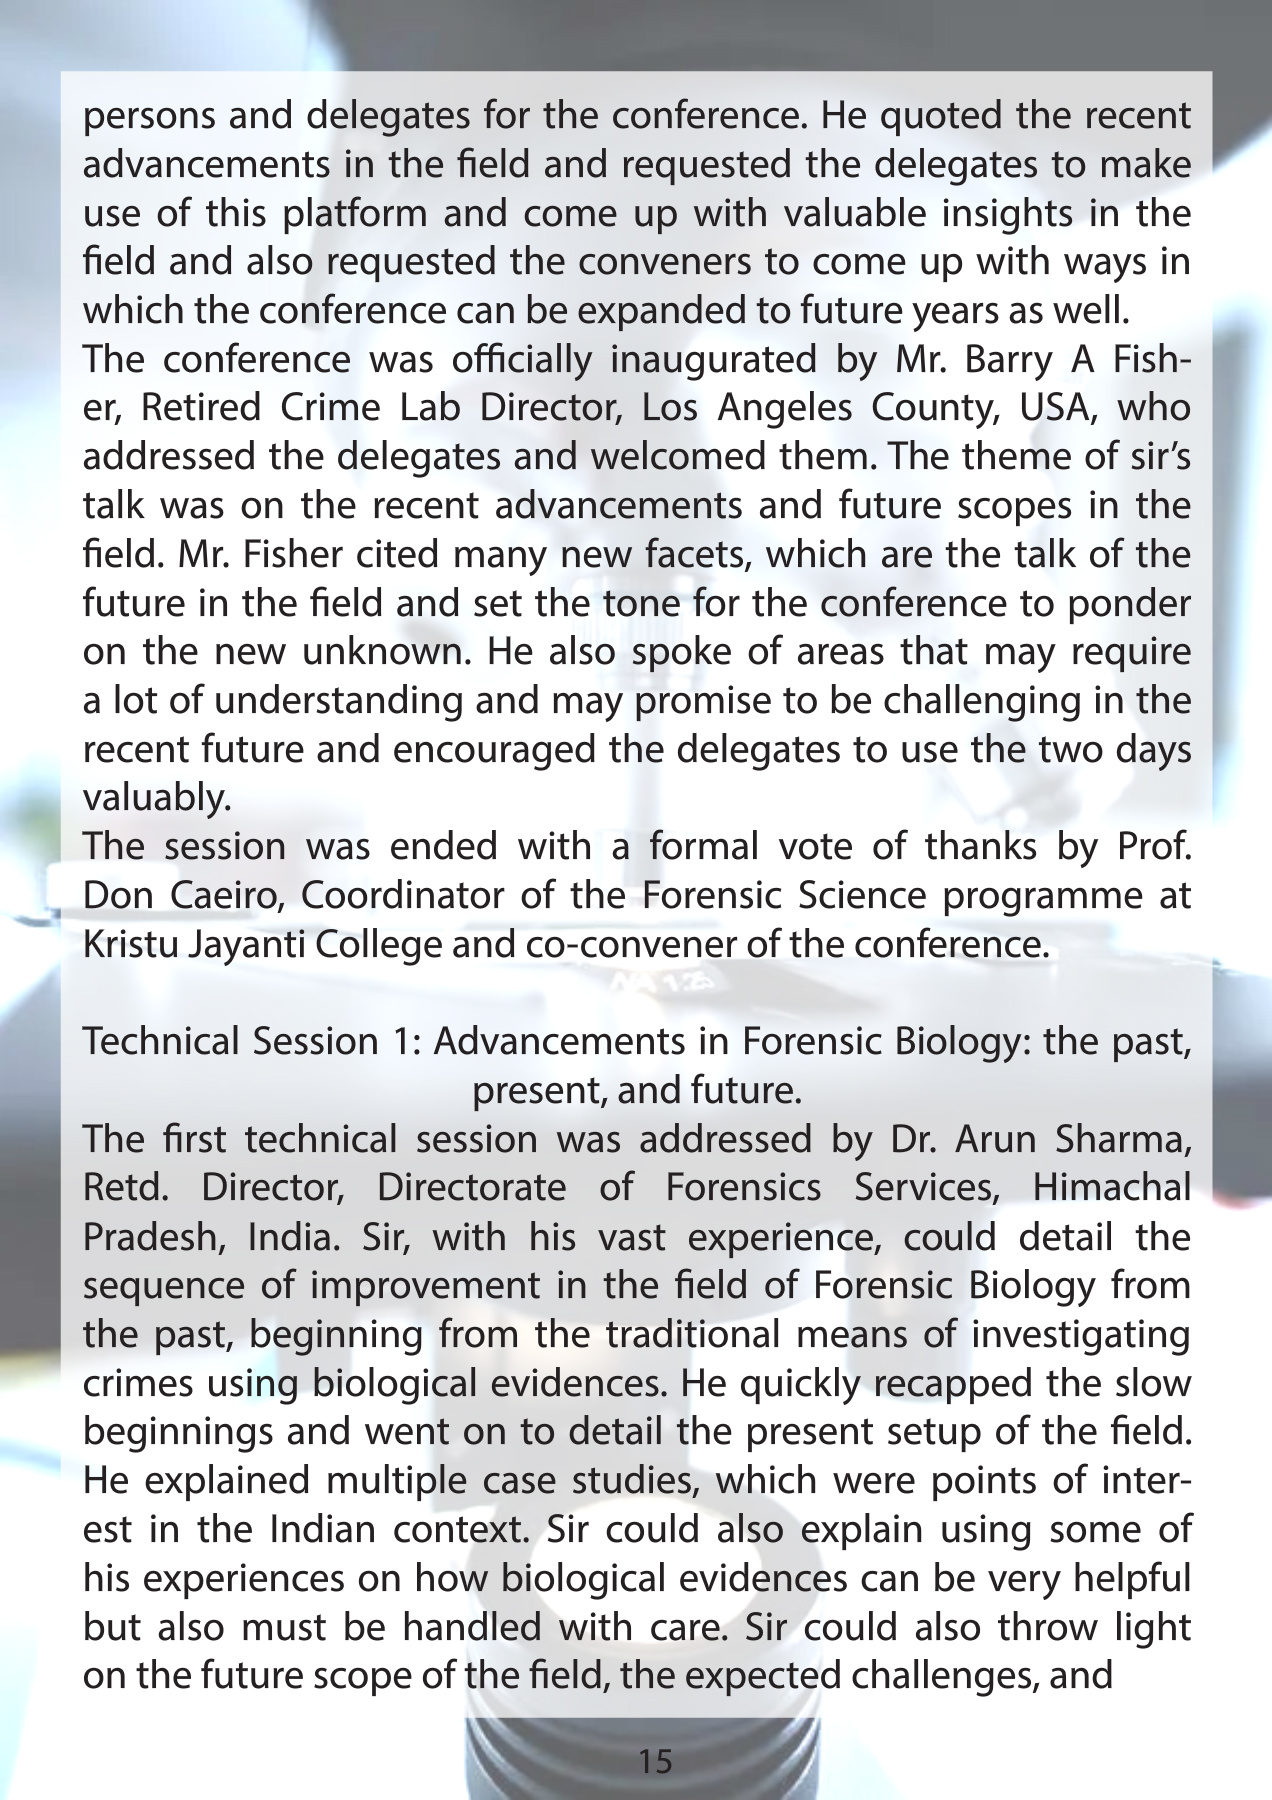 persons and delegates for the conference. He quoted the recent
advancements in the field and requested the delegates to make
use of this platform and come up with valuable insights in the
field and also requested the conveners to come up with ways in
which the conference can be expanded to future years as well.
The conference was officially inaugurated by Mr. Barry A Fish-
er, Retired Crime Lab Director, Los Angeles County, USA, who
addressed the delegates and welcomed them. The theme of sir’s
talk was on the recent advancements and future scopes in the
field. Mr. Fisher cited many new facets, which are the talk of the
future in the field and set the tone for the conference to ponder
on the new unknown. He also spoke of areas that may require
a lot of understanding and may promise to be challenging in the
recent future and encouraged the delegates to use the two days
valuably.
The session was ended with a formal vote of thanks by Prof.
Don Caeiro, Coordinator of the Forensic Science programme at
Kristu Jayanti College and co-convener of the conference.
NA 1.25
Technical Session 1: Advancements in Forensic Biology: the past,
present, and future.
The first technical session was addressed by Dr. Arun Sharma,
Retd. Director, Directorate of Forensics Services, Himachal
Pradesh, India. Sir, with his vast experience, could detail the
sequence of improvement in the field of Forensic Biology from
the past, beginning from the traditional means of investigating
crimes using biological evidences. He quickly recapped the slow
beginnings and went on to detail the present setup of the field.
He explained multiple case studies, which were points of inter-
est in the Indian context. Sir could also explain using some of
his experiences on how biological evidences can be very helpful
but also must be handled with care. Sir could also throw light
on the future scope of the field, the expected challenges, and
15